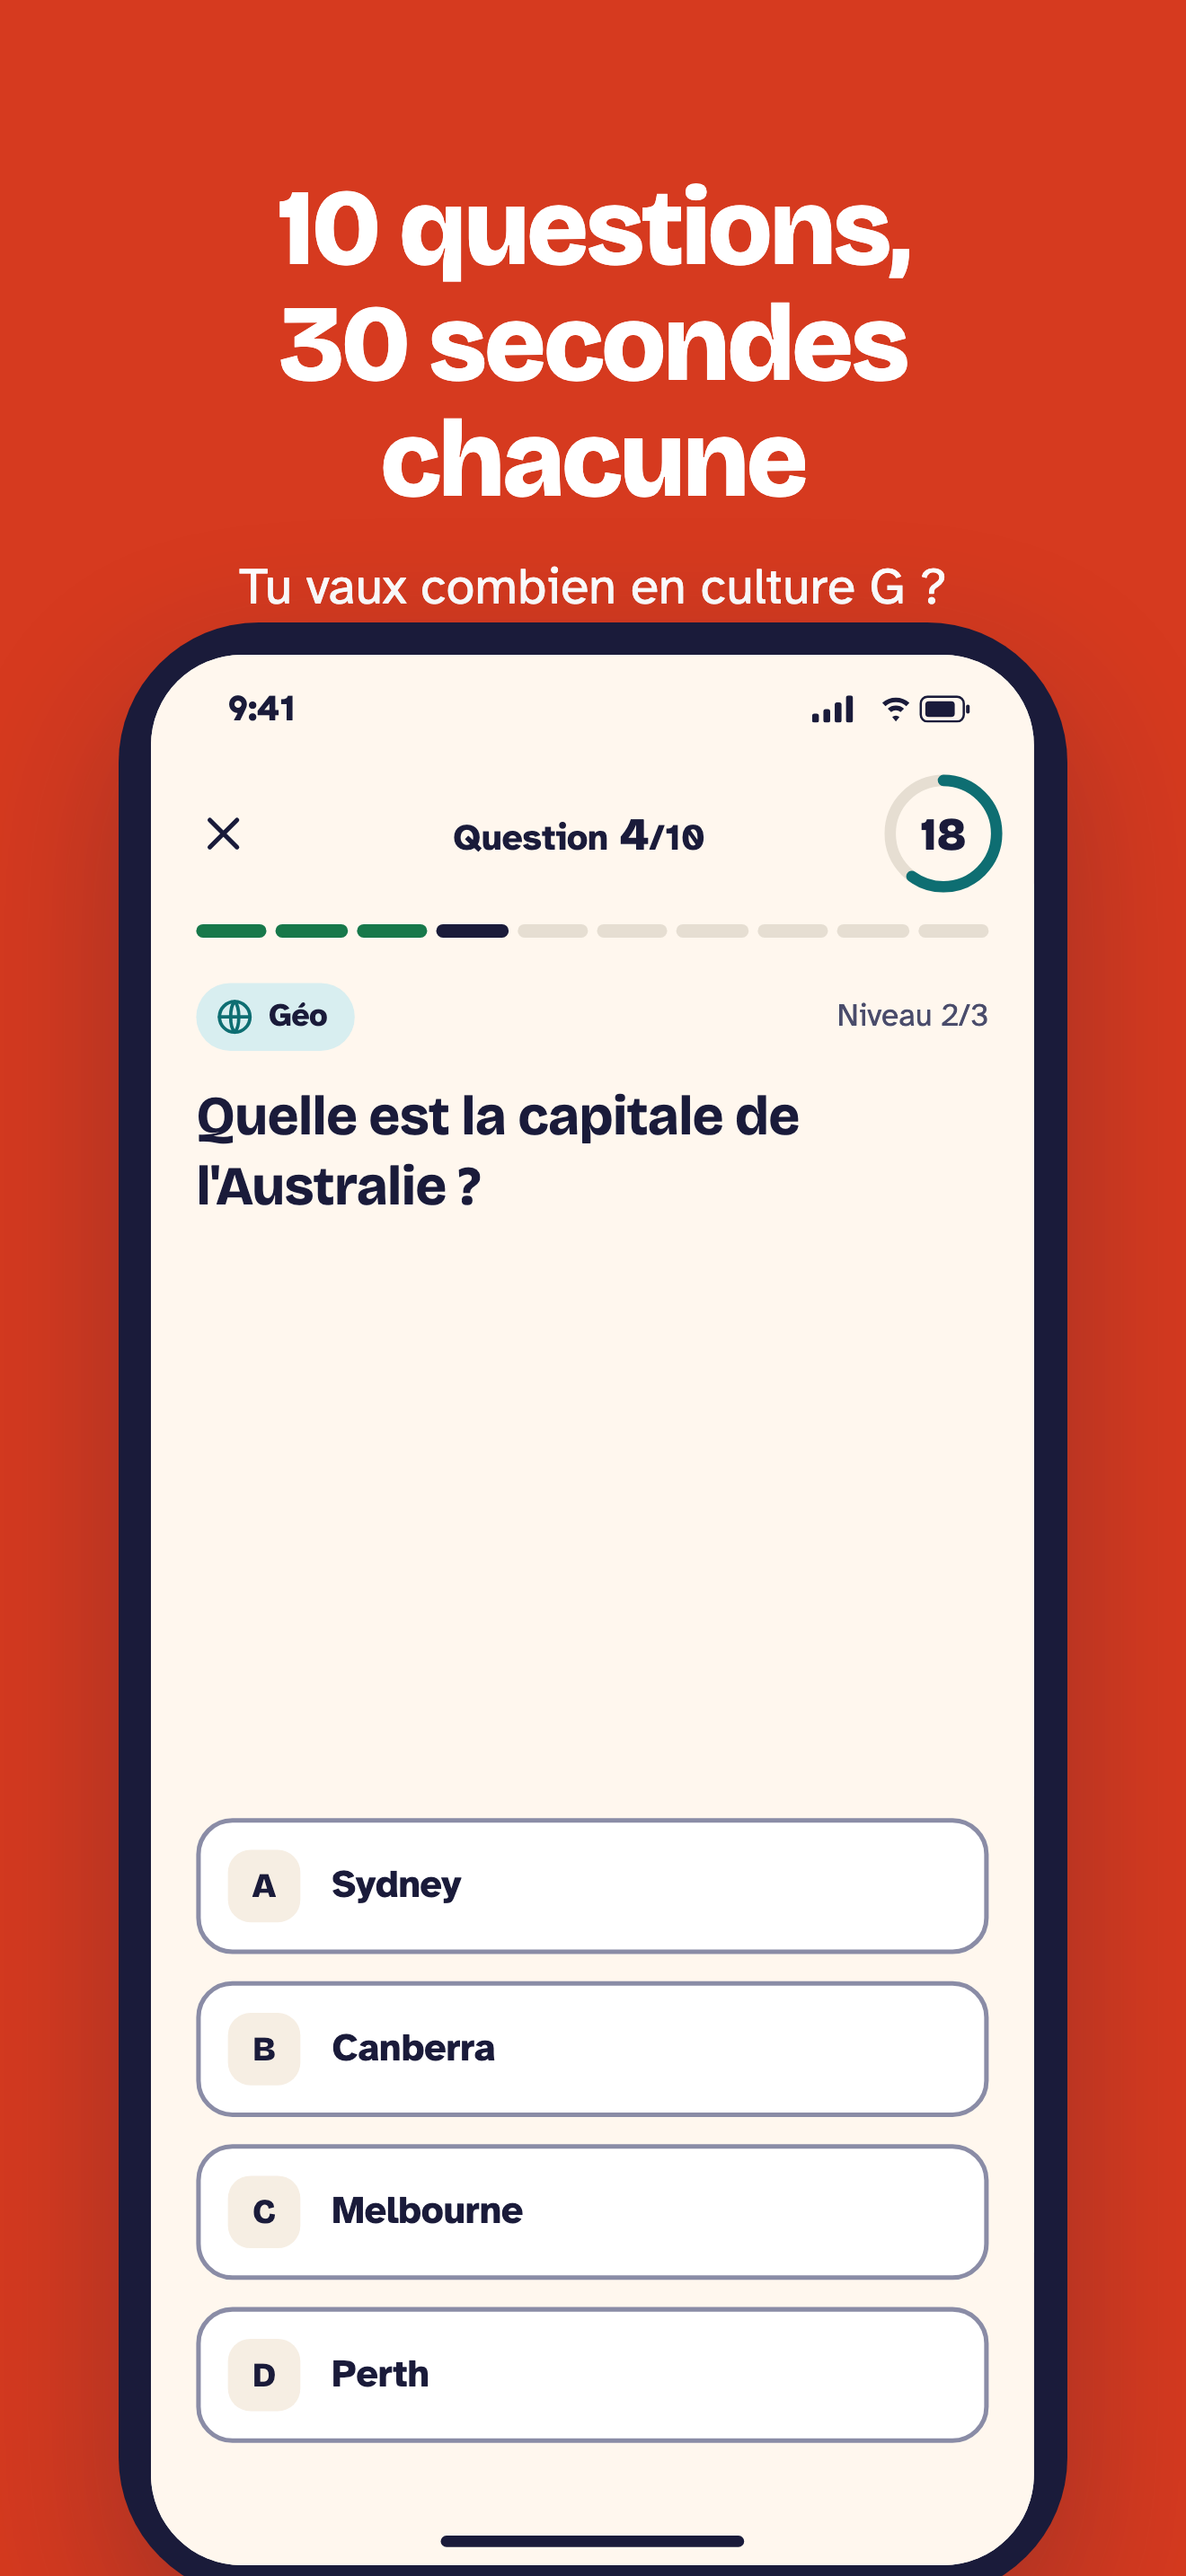 10 questions,
30 secondes
chacune
Tu vaux combien en culture G ?
9:41
Question 4/10
18
Géo
Niveau 2/3
Quelle est la capitale de
l'Australie ?
A Sydney
B Canberra
C Melbourne
D Perth